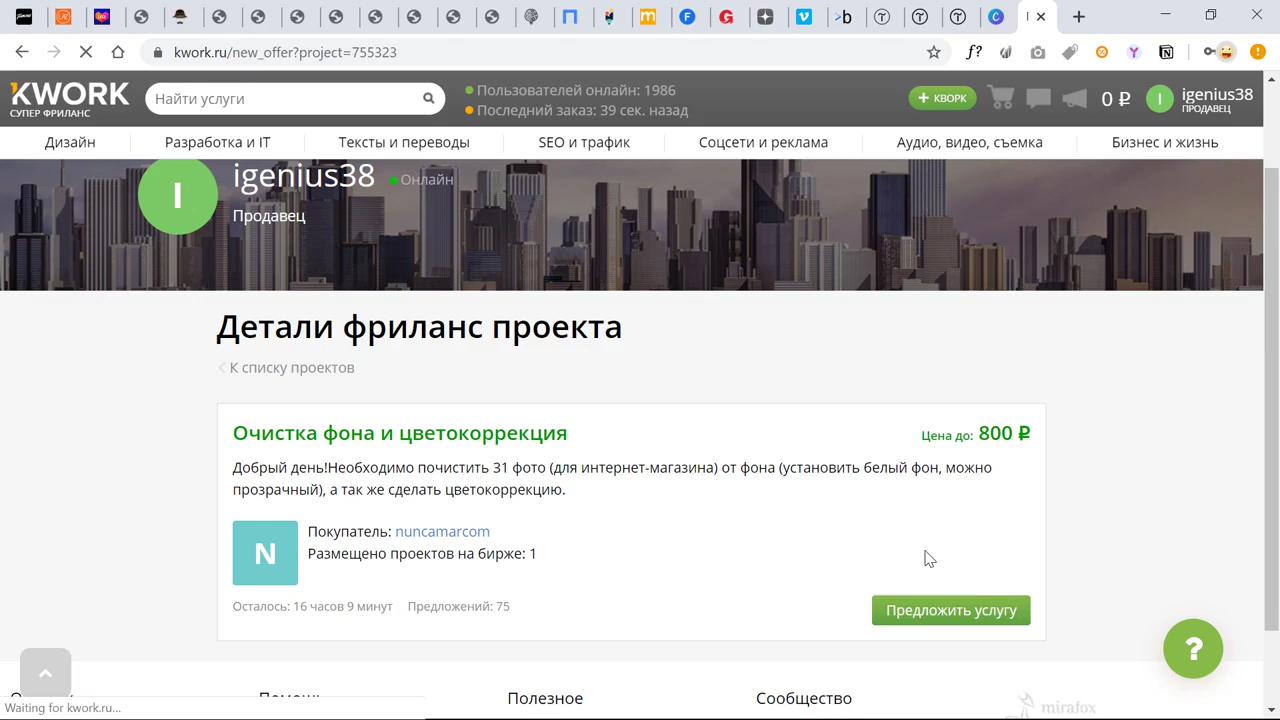 kwork.ru/new_offer?project=755323
f?
KWORK
СУПЕР ФРИЛАНС
Найти услуги
Пользователей онлайн: 1986
Последний заказ: 39 сек. назад
+ КВОРК
0 ₽
I
igenius38
ПРОДАВЕЦ
Дизайн
Разработка и IT
Тексты и переводы
SEO и трафик
Соцсети и реклама
Аудио, видео, съемка
Бизнес и жизнь
I
igenius38
Онлайн
Продавец
Детали фриланс проекта
К списку проектов
Очистка фона и цветокоррекция
Цена до: 800 ₽
Добрый день!Необходимо почистить 31 фото (для интернет-магазина) от фона (установить белый фон, можно
прозрачный), а так же сделать цветокоррекцию.
N
Покупатель: nuncamarcom
Размещено проектов на бирже: 1
Осталось: 16 часов 9 минут
Предложений: 75
Предложить услугу
?
Полезное
Сообщество
mirafox
Waiting for kwork.ru...